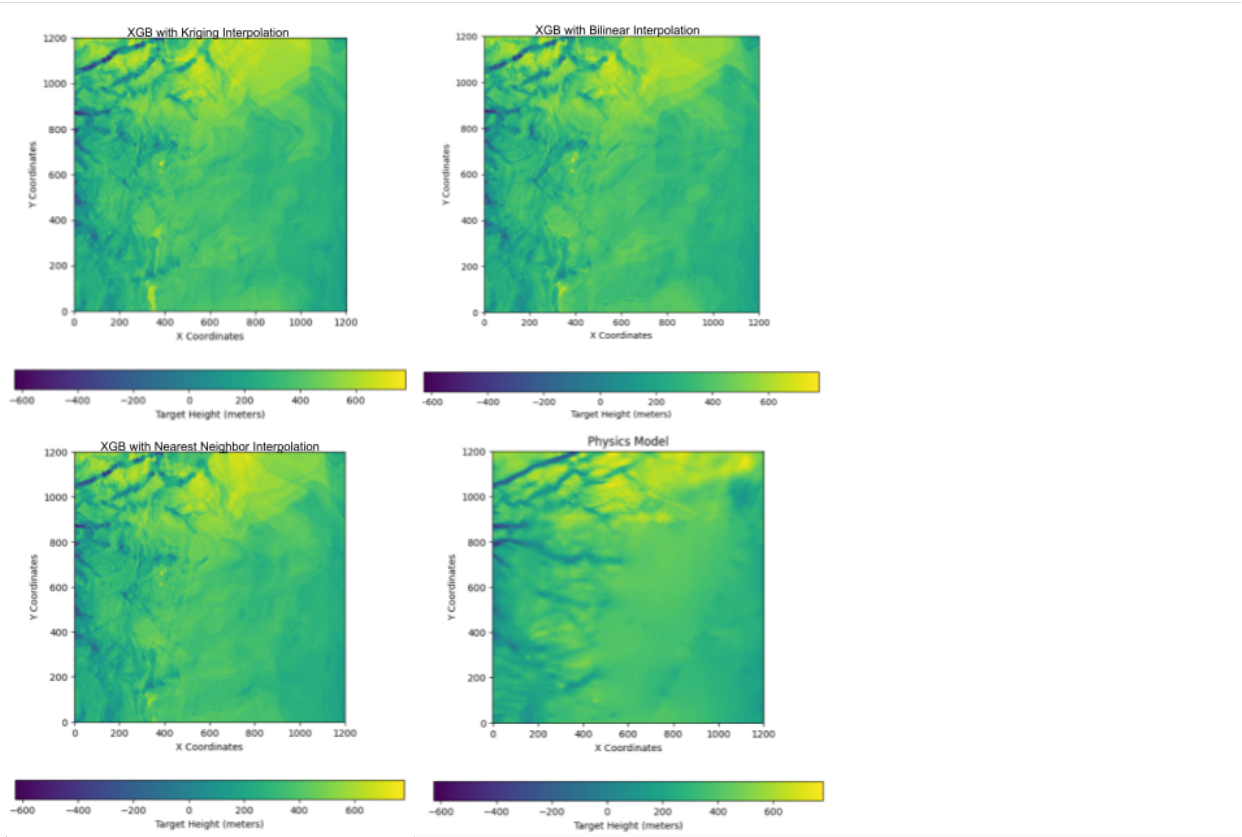 XGB with Kriging Interpolation
1200
1000
800
600
400
200
0
Y Coordinates
0 200 400 600 800 1000 1200
X Coordinates
-600 -400 -200 0 200 400 600
Target Height (meters)
XGB with Bilinear Interpolation
1200
1000
800
600
400
200
0
Y Coordinates
0 200 400 600 800 1000 1200
X Coordinates
-600 -400 -200 0 200 400 600
Target Height (meters)
XGB with Nearest Neighbor Interpolation
1200
1000
800
600
400
200
0
Y Coordinates
0 200 400 600 800 1000 1200
X Coordinates
-600 -400 -200 0 200 400 600
Target Height (meters)
Physics Model
1200
1000
800
600
400
200
0
Y Coordinates
0 200 400 600 800 1000 1200
X Coordinates
-600 -400 -200 0 200 400 600
Target Height (meters)